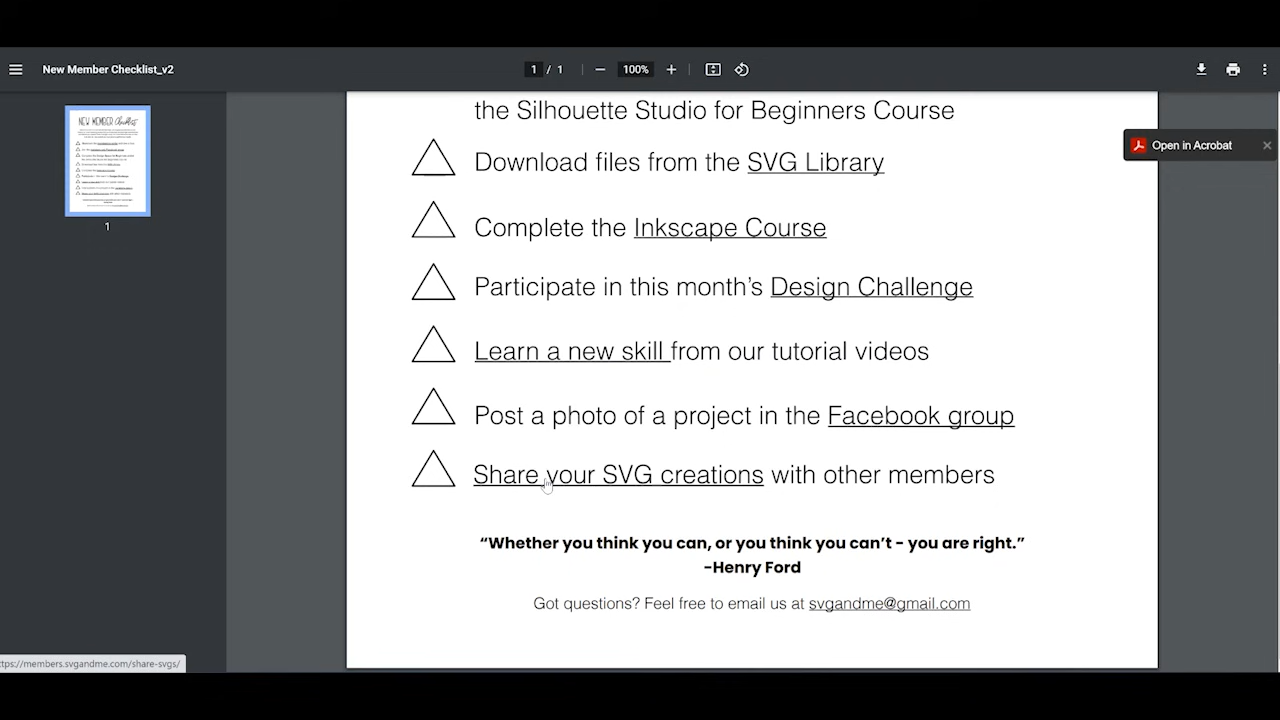 New Member Checklist_v2
1 / 1
100%
Open in Acrobat
NEW MEMBER Checklist
1
the Silhouette Studio for Beginners Course
Download files from the SVG Library
Complete the Inkscape Course
Participate in this month’s Design Challenge
Learn a new skill from our tutorial videos
Post a photo of a project in the Facebook group
Share your SVG creations with other members
“Whether you think you can, or you think you can’t - you are right.”
-Henry Ford
Got questions? Feel free to email us at svgandme@gmail.com
ttps://members.svgandme.com/share-svgs/